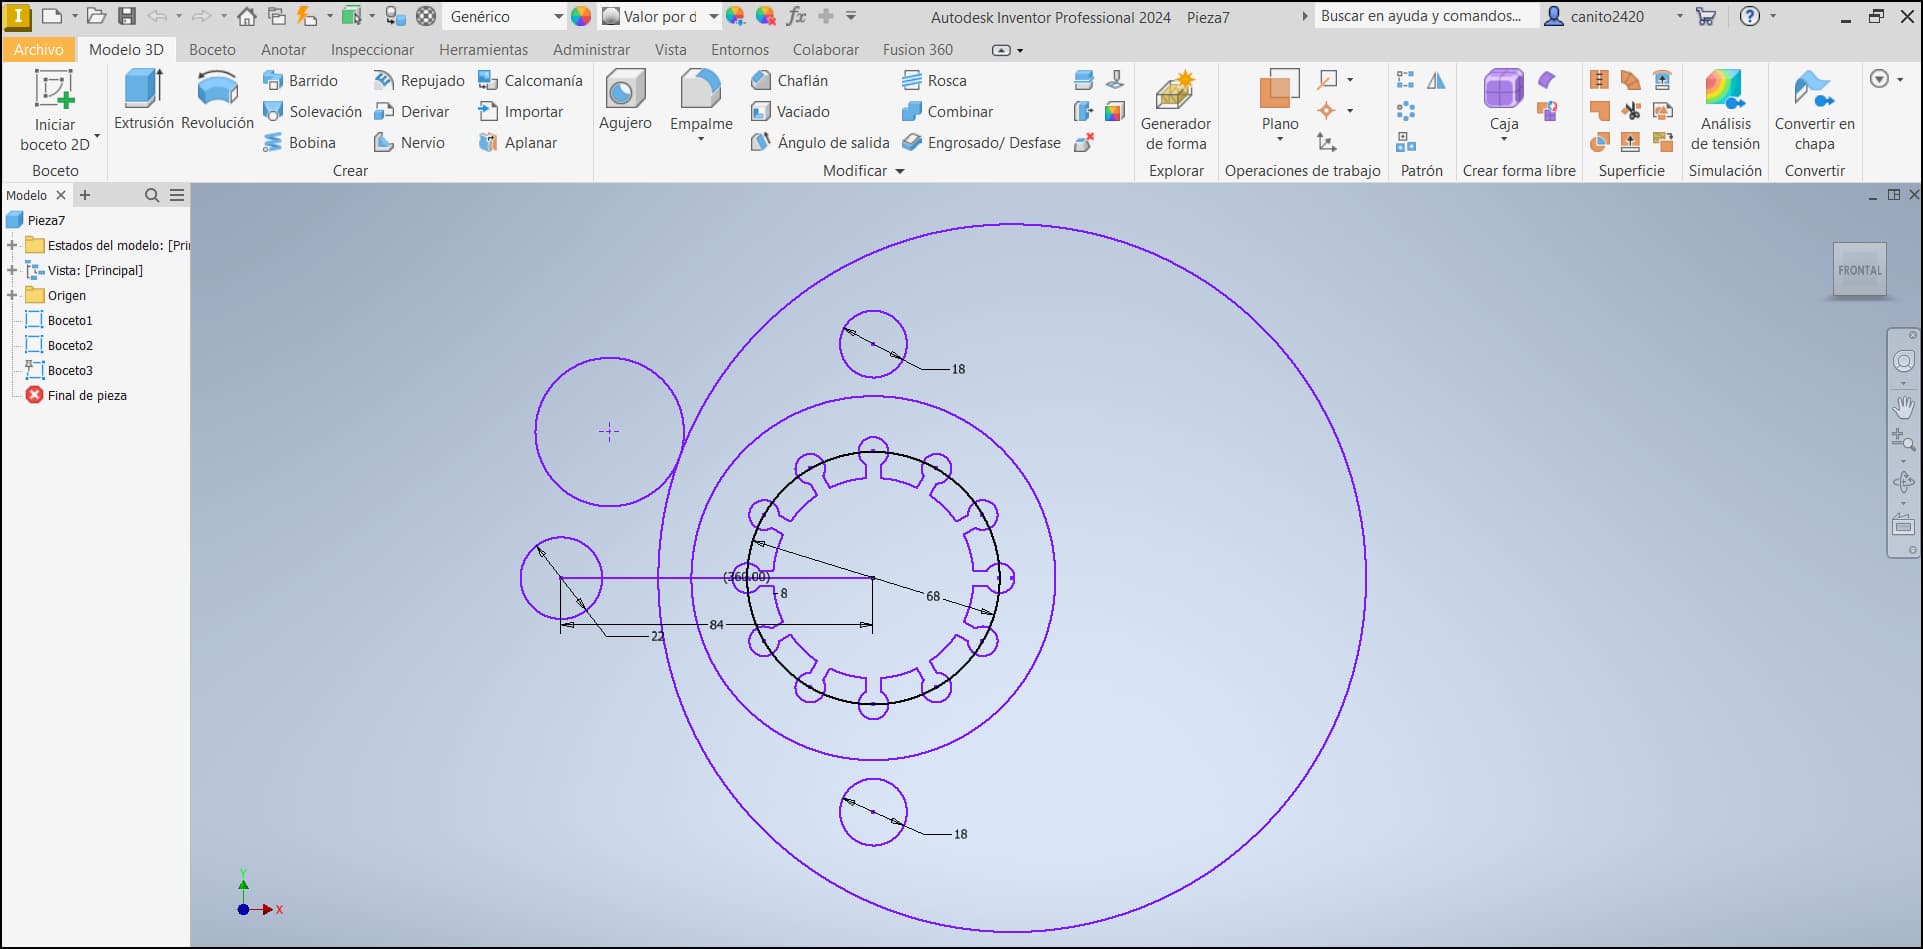 I
Genérico
Valor por d
fx
Autodesk Inventor Professional 2024 Pieza7
Buscar en ayuda y comandos...
canito2420
?
Archivo
Modelo 3D
Boceto
Anotar
Inspeccionar
Herramientas
Administrar
Vista
Entornos
Colaborar
Fusion 360
Iniciar
boceto 2D
Boceto
Extrusión
Revolución
Barrido
Solevación
Bobina
Repujado
Derivar
Nervio
Calcomanía
Importar
Aplanar
Crear
Agujero
Empalme
Chaflán
Vaciado
Ángulo de salida
Rosca
Combinar
Engrosado/ Desfase
Modificar
Generador
de forma
Explorar
Plano
Operaciones de trabajo
Patrón
Caja
Crear forma libre
Superficie
Análisis
de tensión
Simulación
Convertir en
chapa
Convertir
Modelo
Pieza7
Estados del modelo: [Pri
Vista: [Principal]
Origen
Boceto1
Boceto2
Boceto3
Final de pieza
FRONTAL
18
(360.00)
8
68
84
22
18
Y
X